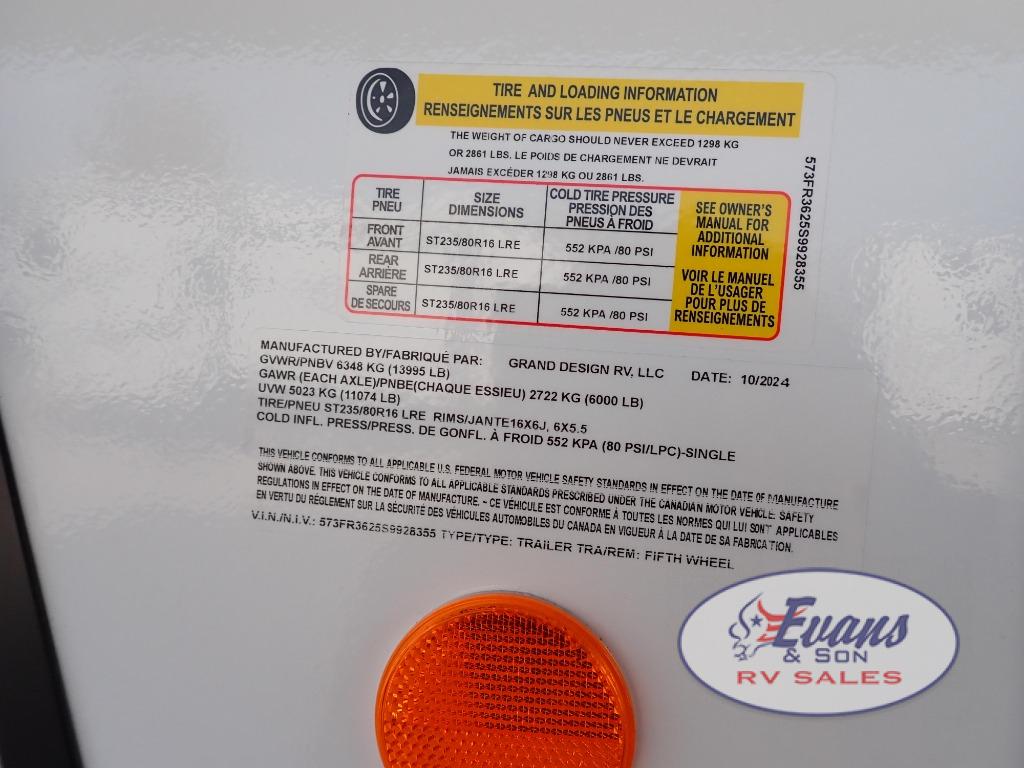 TIRE AND LOADING INFORMATION
RENSEIGNEMENTS SUR LES PNEUS ET LE CHARGEMENT
THE WEIGHT OF CARGO SHOULD NEVER EXCEED 1298 KG
OR 2861 LBS. LE POIDS DE CHARGEMENT NE DEVRAIT
JAMAIS EXCÉDER 1298 KG OU 2861 LBS.
TIRE
PNEU
SIZE
DIMENSIONS
COLD TIRE PRESSURE
PRESSION DES
PNEUS À FROID
FRONT
AVANT
ST235/80R16 LRE
552 KPA /80 PSI
REAR
ARRIÈRE
ST235/80R16 LRE
552 KPA /80 PSI
SPARE
DE SECOURS
ST235/80R16 LRE
552 KPA /80 PSI
SEE OWNER'S
MANUAL FOR
ADDITIONAL
INFORMATION
VOIR LE MANUEL
DE L'USAGER
POUR PLUS DE
RENSEIGNEMENTS
573FR3625S9928355
MANUFACTURED BY/FABRIQUÉ PAR: GRAND DESIGN RV, LLC DATE: 10/2024
GVWR/PNBV 6348 KG (13995 LB)
GAWR (EACH AXLE)/PNBE(CHAQUE ESSIEU) 2722 KG (6000 LB)
UVW 5023 KG (11074 LB)
TIRE/PNEU ST235/80R16 LRE RIMS/JANTE16X6J, 6X5.5
COLD INFL. PRESS/PRESS. DE GONFL. À FROID 552 KPA (80 PSI/LPC)-SINGLE
THIS VEHICLE CONFORMS TO ALL APPLICABLE U.S. FEDERAL MOTOR VEHICLE SAFETY STANDARDS IN EFFECT ON THE DATE OF MANUFACTURE
SHOWN ABOVE. THIS VEHICLE CONFORMS TO ALL APPLICABLE STANDARDS PRESCRIBED UNDER THE CANADIAN MOTOR VEHICLE SAFETY
REGULATIONS IN EFFECT ON THE DATE OF MANUFACTURE. - CE VÉHICULE EST CONFORME À TOUTES LES NORMES QUI LUI SONT APPLICABLES
EN VERTU DU RÉGLEMENT SUR LA SÉCURITÉ DES VÉHICULES AUTOMOBILES DU CANADA EN VIGUEUR À LA DATE DE SA FABRICATION.
V.I.N./N.I.V.: 573FR3625S9928355 TYPE/TYPE: TRAILER TRA/REM: FIFTH WHEEL
Evans
& SON
RV SALES